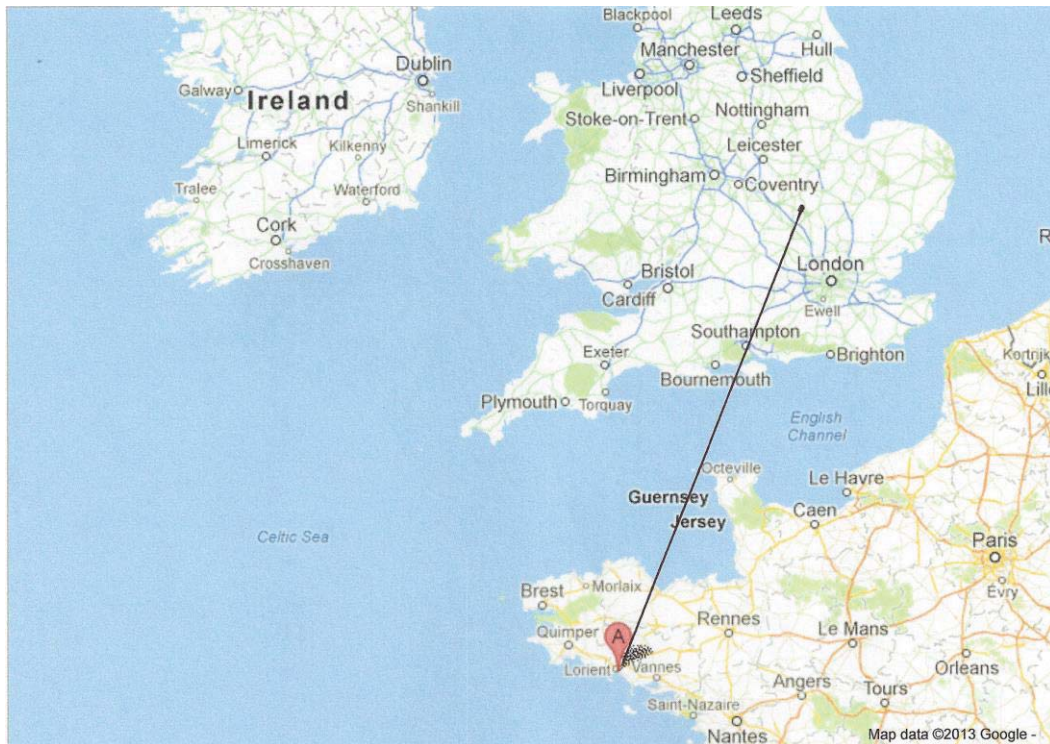 Blackpool
Leeds
Hull
Manchester
Liverpool
Sheffield
Dublin
Galway
Ireland
Shankill
Nottingham
Stoke-on-Trent
Limerick
Kilkenny
Leicester
Birmingham
Coventry
Tralee
Waterford
Cork
Crosshaven
R
London
Bristol
Cardiff
Ewell
Southampton
Exeter
Brighton
Bournemouth
Kortrijk
Lille
Plymouth
Torquay
English
Channel
Octeville
Le Havre
Guernsey
Caen
Jersey
Celtic Sea
Paris
Évry
Morlaix
Brest
Rennes
Quimper
A
Le Mans
Lorient
Vannes
Orleans
Angers
Tours
Saint-Nazaire
Nantes
Map data ©2013 Google -